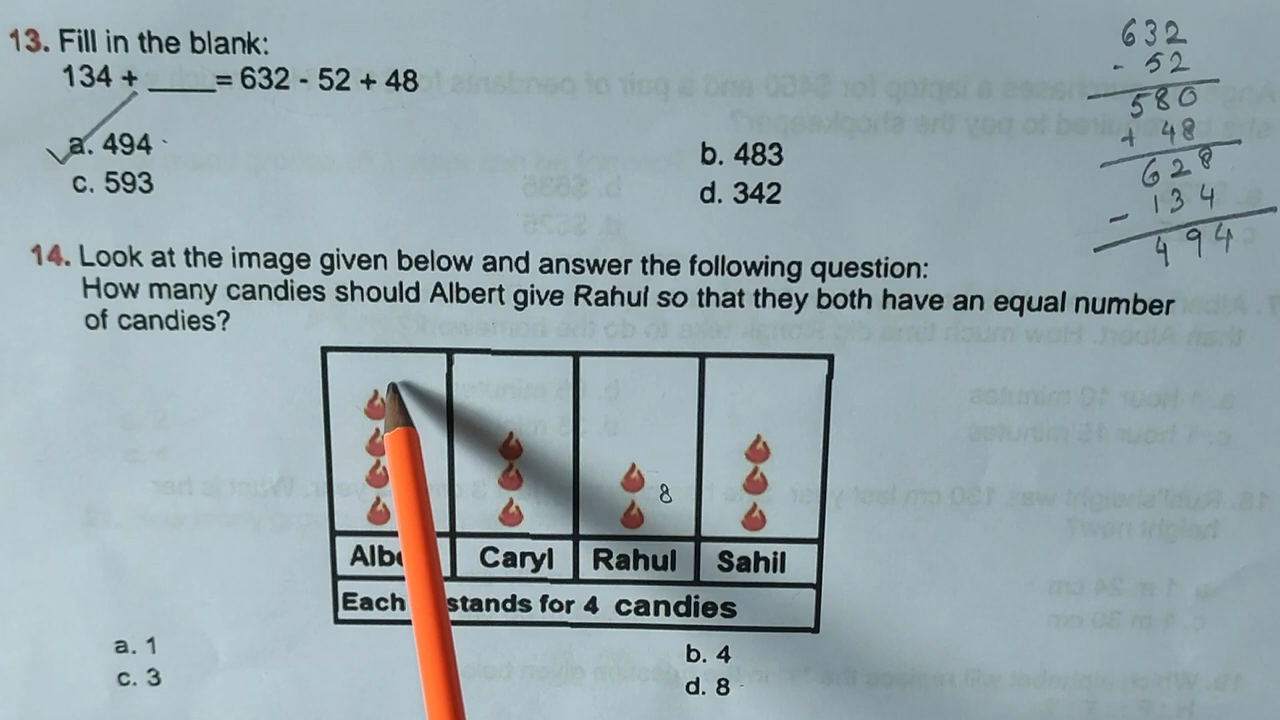 13. Fill in the blank:
134 + ____= 632 - 52 + 48
a. 494
b. 483
c. 593
d. 342
632
- 52
580
+ 48
628
- 134
494
14. Look at the image given below and answer the following question:
How many candies should Albert give Rahul so that they both have an equal number
of candies?
8
Caryl Rahul Sahil
Each stands for 4 candies
a. 1
b. 4
c. 3
d. 8